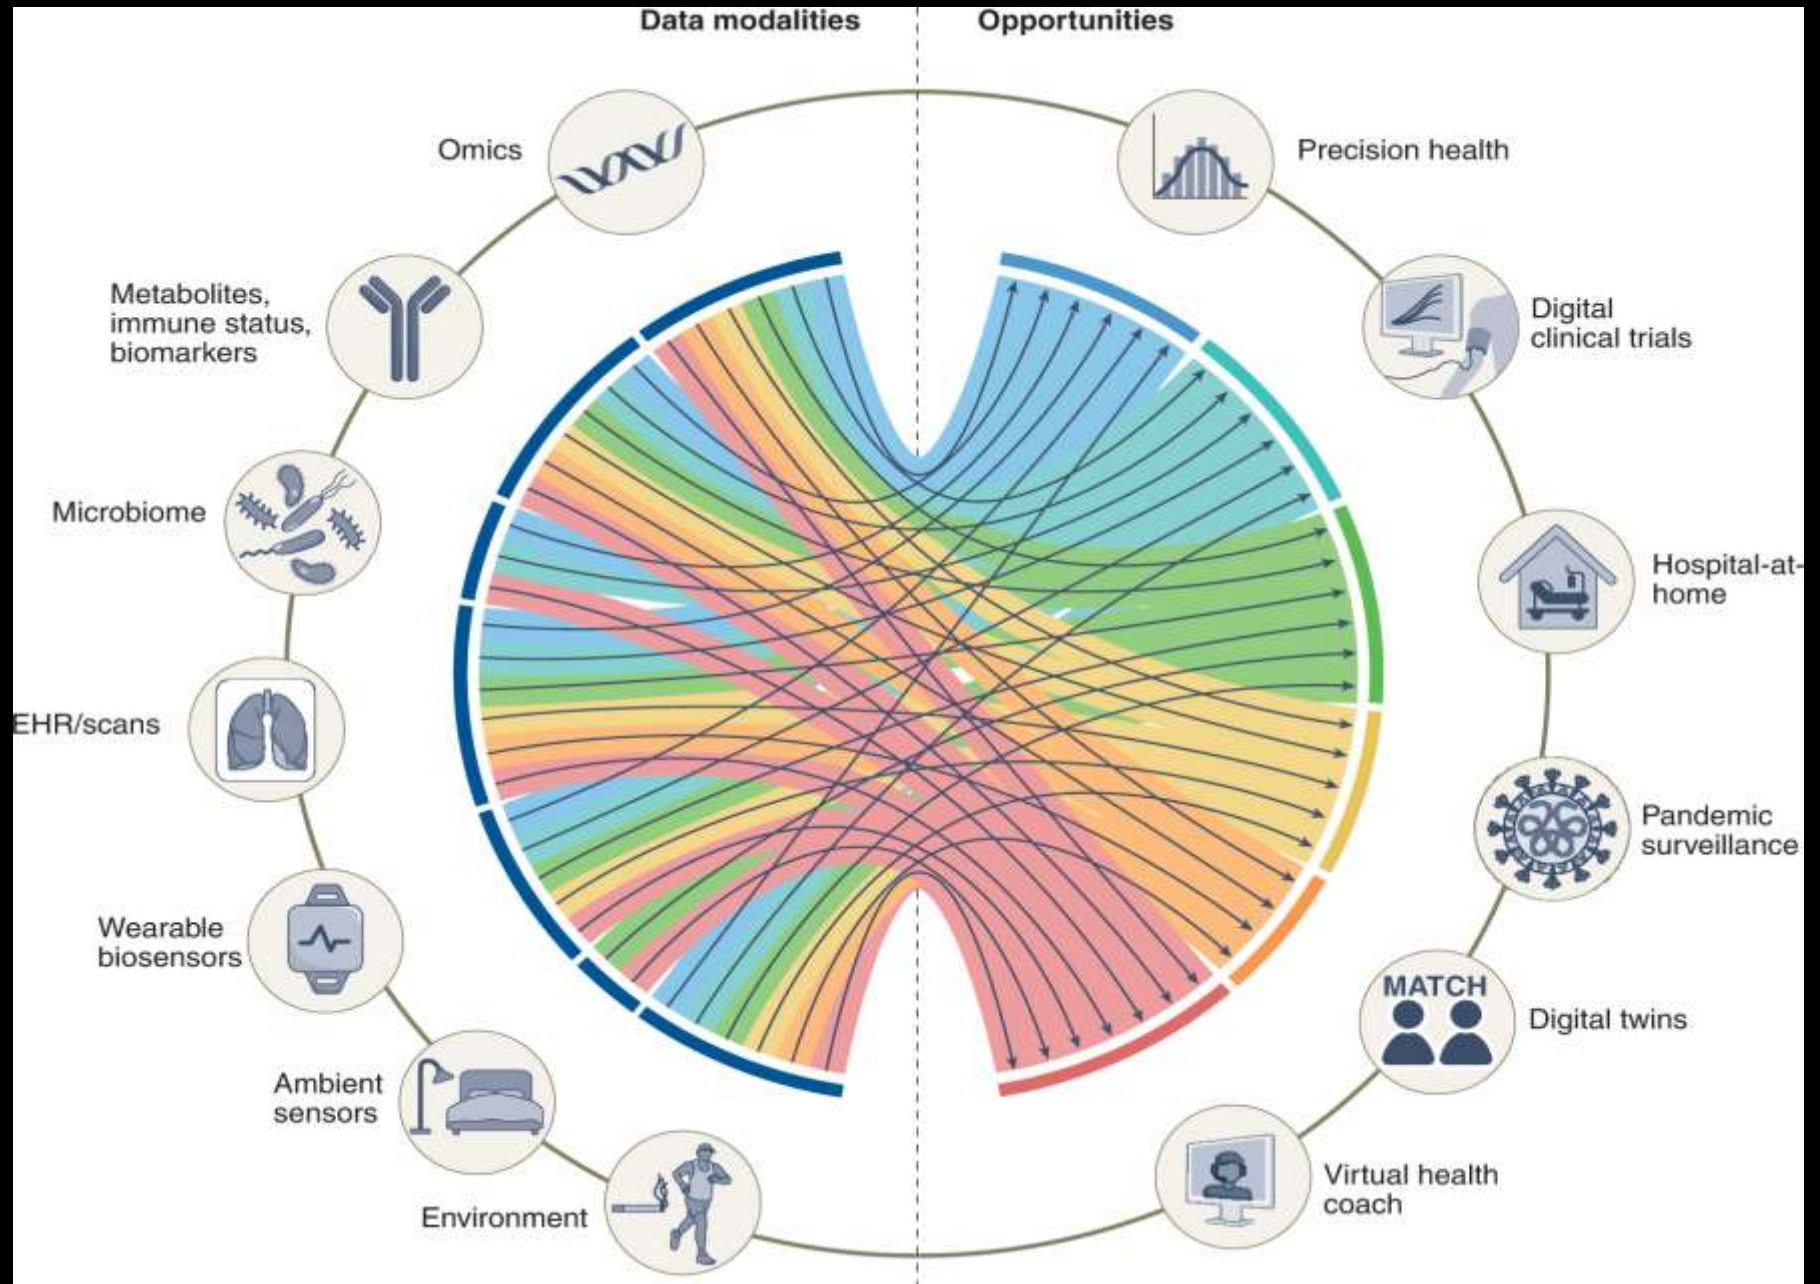 Data modalities
Opportunities
Omics
Metabolites,
immune status,
biomarkers
Microbiome
EHR/scans
Wearable
biosensors
Ambient
sensors
Environment
Precision health
Digital
clinical trials
Hospital-at-
home
Pandemic
surveillance
MATCH
Digital twins
Virtual health
coach